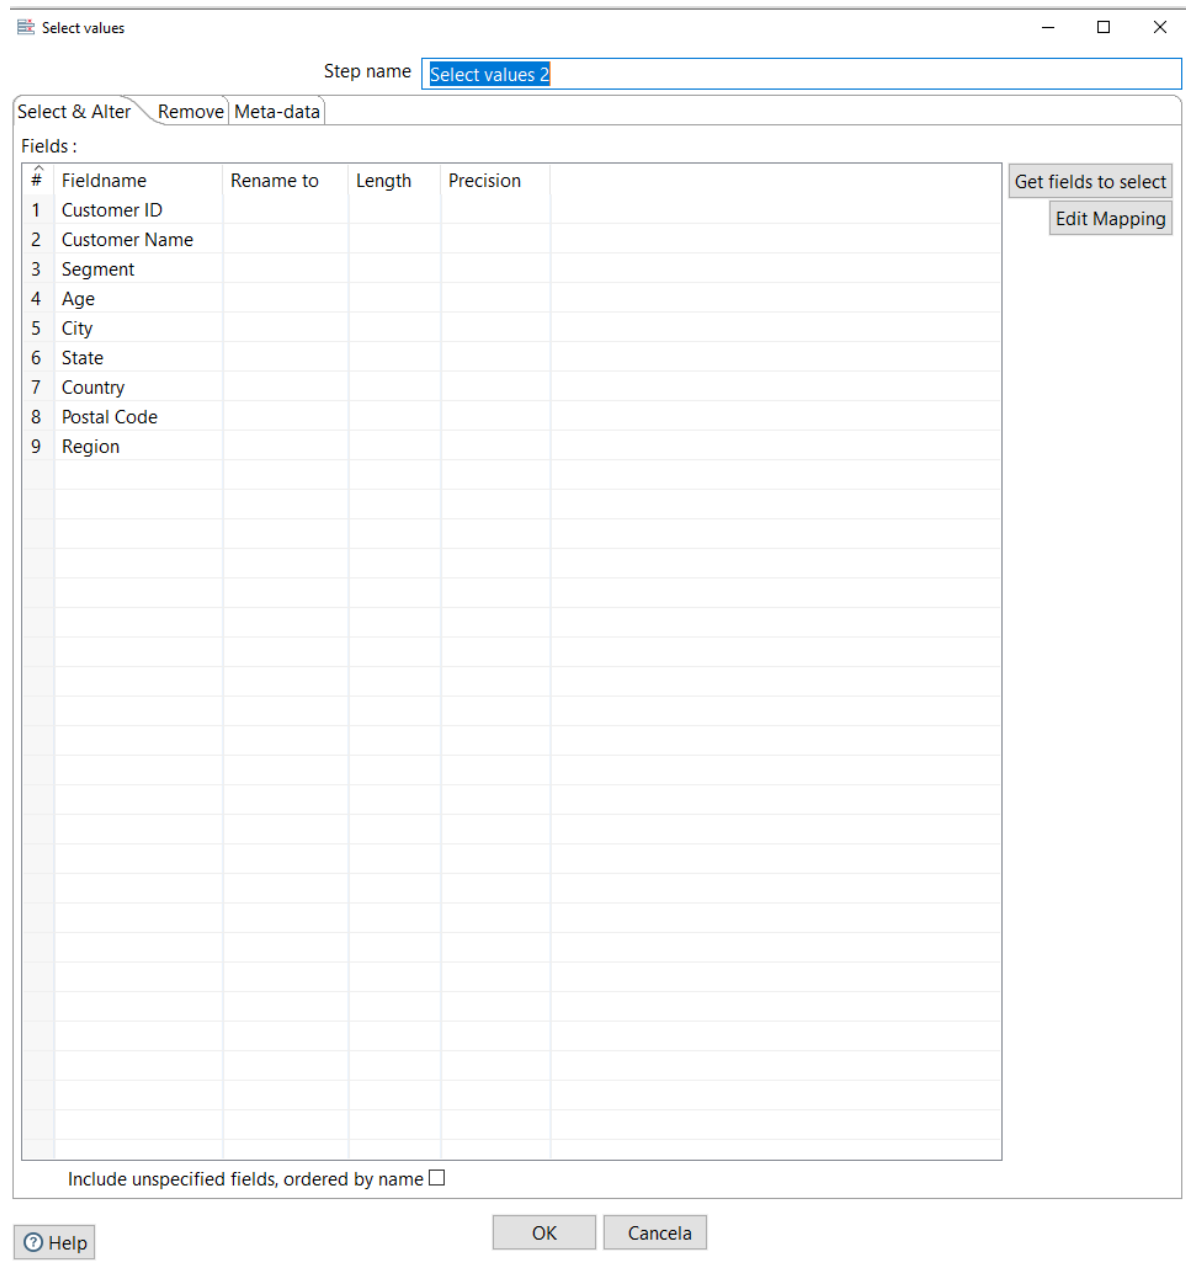 Select values
Step name Select values 2
Select & Alter Remove Meta-data
Fields :
# Fieldname Rename to Length Precision
Get fields to select
1 Customer ID
Edit Mapping
2 Customer Name
3 Segment
4 Age
5 City
6 State
7 Country
8 Postal Code
9 Region
Include unspecified fields, ordered by name
Help
OK
Cancela